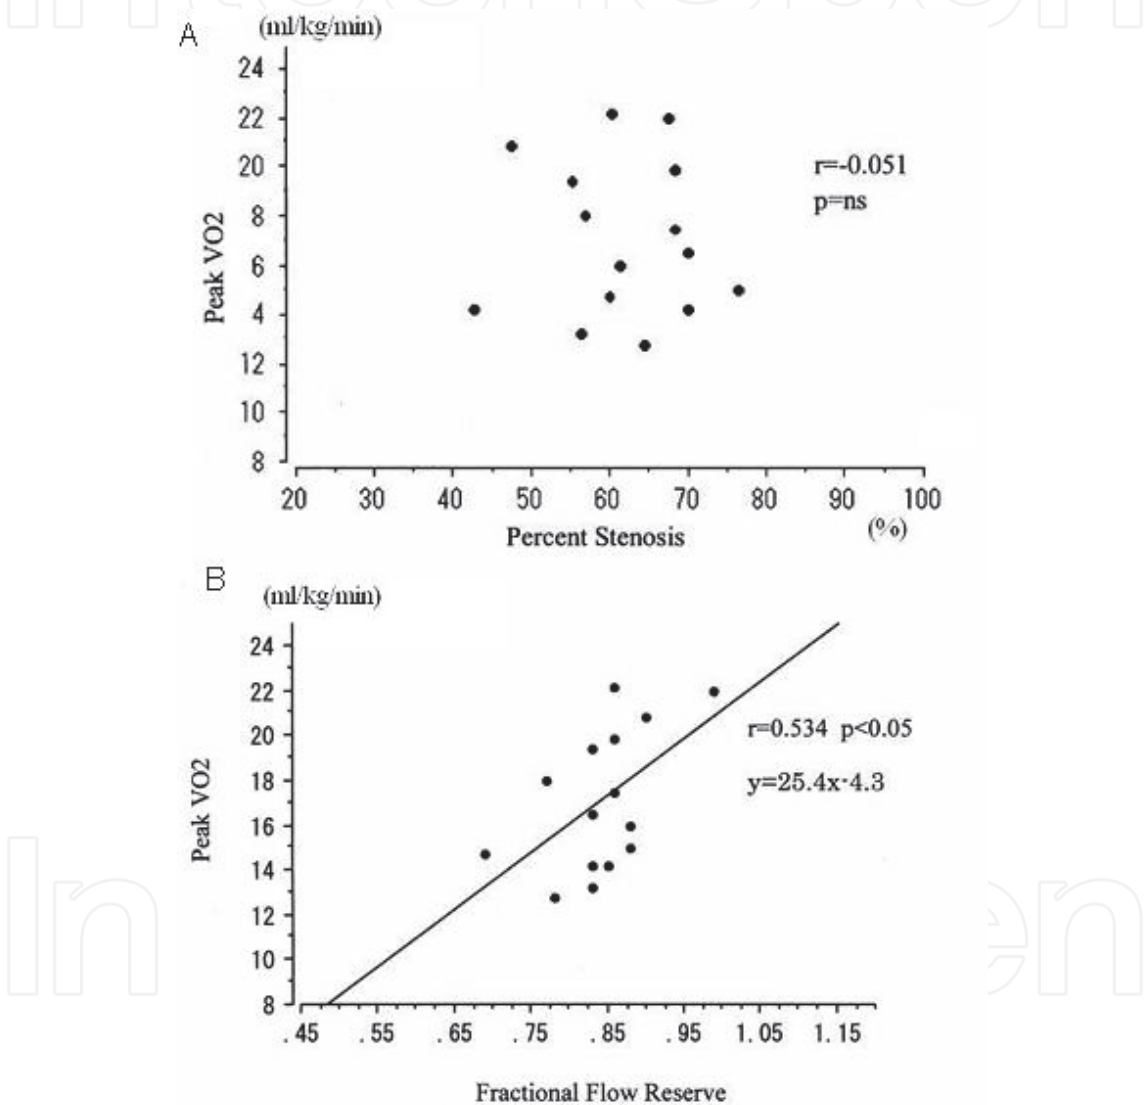 A
(ml/kg/min)
24
22
20
8
6
4
12
10
8
Peak VO2
r=-0.051
p=ns
20 30 40 50 60 70 80 90 100
(%)
Percent Stenosis
B
(ml/kg/min)
24
22
20
18
16
14
12
10
8
Peak VO2
r=0.534 p<0.05
y=25.4x-4.3
.45 .55 .65 .75 .85 .95 1.05 1.15
Fractional Flow Reserve
In
en